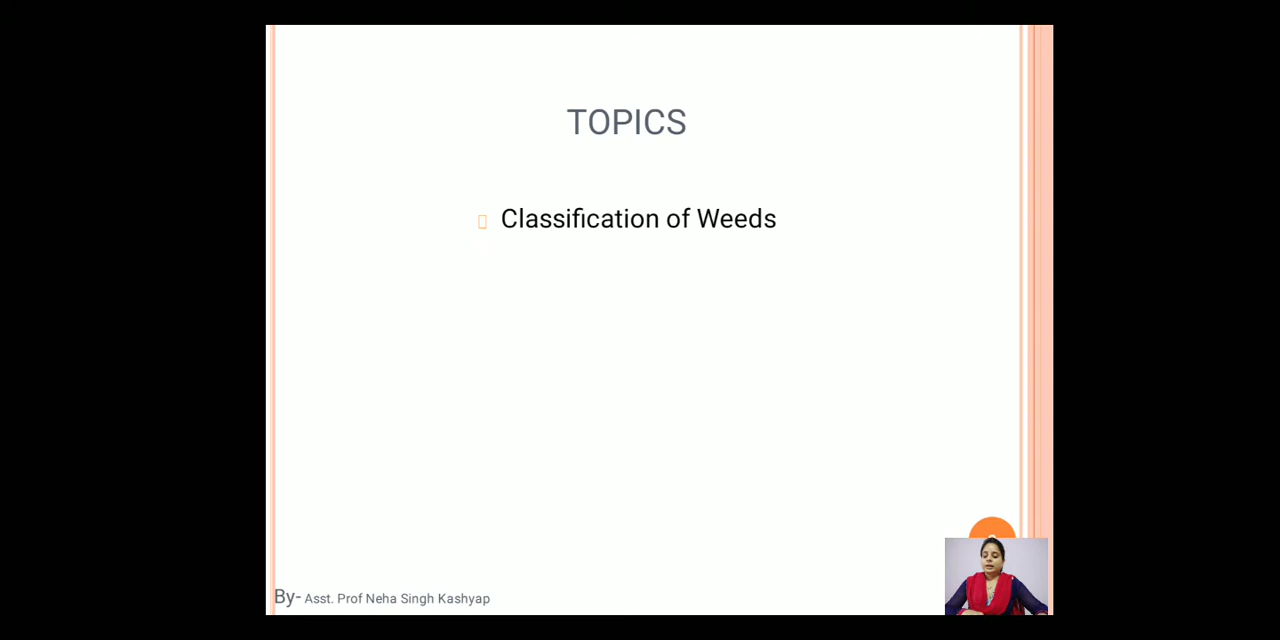 TOPICS
Classification of Weeds
By- Asst. Prof Neha Singh Kashyap